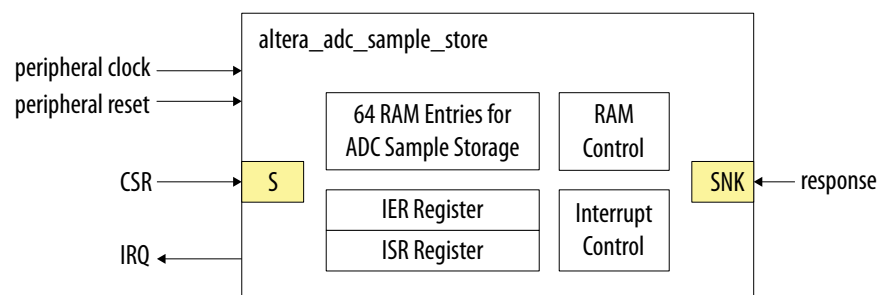 altera_adc_sample_store
peripheral clock
peripheral reset
64 RAM Entries for
ADC Sample Storage
RAM
Control
CSR
S
SNK
response
IER Register
ISR Register
Interrupt
Control
IRQ